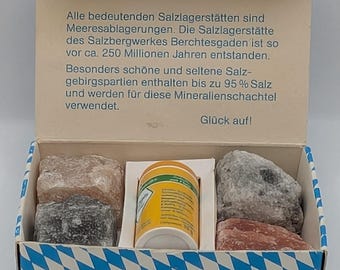 Alle bedeutenden Salzlagerstätten sind
Meeresablagerungen. Die Salzlagerstätte
des Salzbergwerkes Berchtesgaden ist so
vor ca. 250 Millionen Jahren entstanden.
Besonders schöne und seltene Salz-
gebirgspartien enthalten bis zu 95 % Salz
und werden für diese Mineralienschachtel
verwendet.
Glück auf!